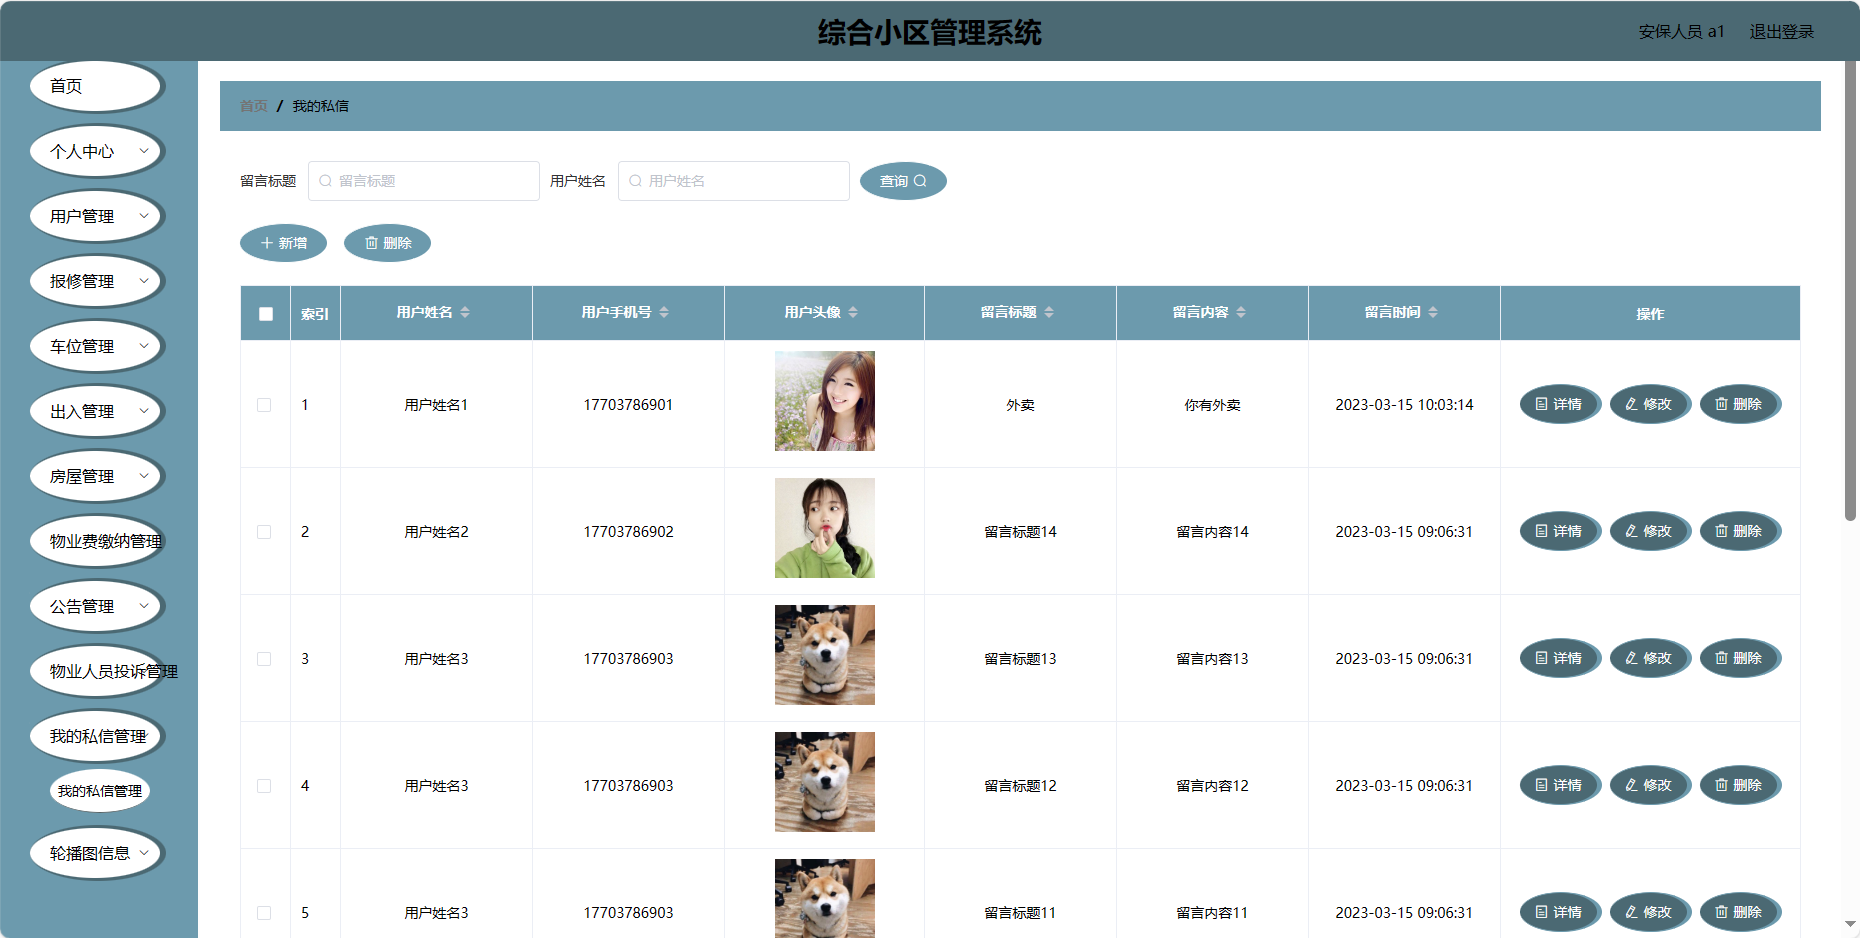 综合小区管理系统
安保人员 a1 退出登录
首页
个人中心
用户管理
报修管理
车位管理
出入管理
房屋管理
物业费缴纳管理
公告管理
物业人员投诉管理
我的私信管理
我的私信管理
轮播图信息
首页 / 我的私信
留言标题 留言标题 用户姓名 用户姓名 查询
新增 删除
索引 用户姓名 用户手机号 用户头像 留言标题 留言内容 留言时间 操作
1 用户姓名1 17703786901 外卖 你有外卖 2023-03-15 10:03:14 详情 修改 删除
2 用户姓名2 17703786902 留言标题14 留言内容14 2023-03-15 09:06:31 详情 修改 删除
3 用户姓名3 17703786903 留言标题13 留言内容13 2023-03-15 09:06:31 详情 修改 删除
4 用户姓名3 17703786903 留言标题12 留言内容12 2023-03-15 09:06:31 详情 修改 删除
5 用户姓名3 17703786903 留言标题11 留言内容11 2023-03-15 09:06:31 详情 修改 删除